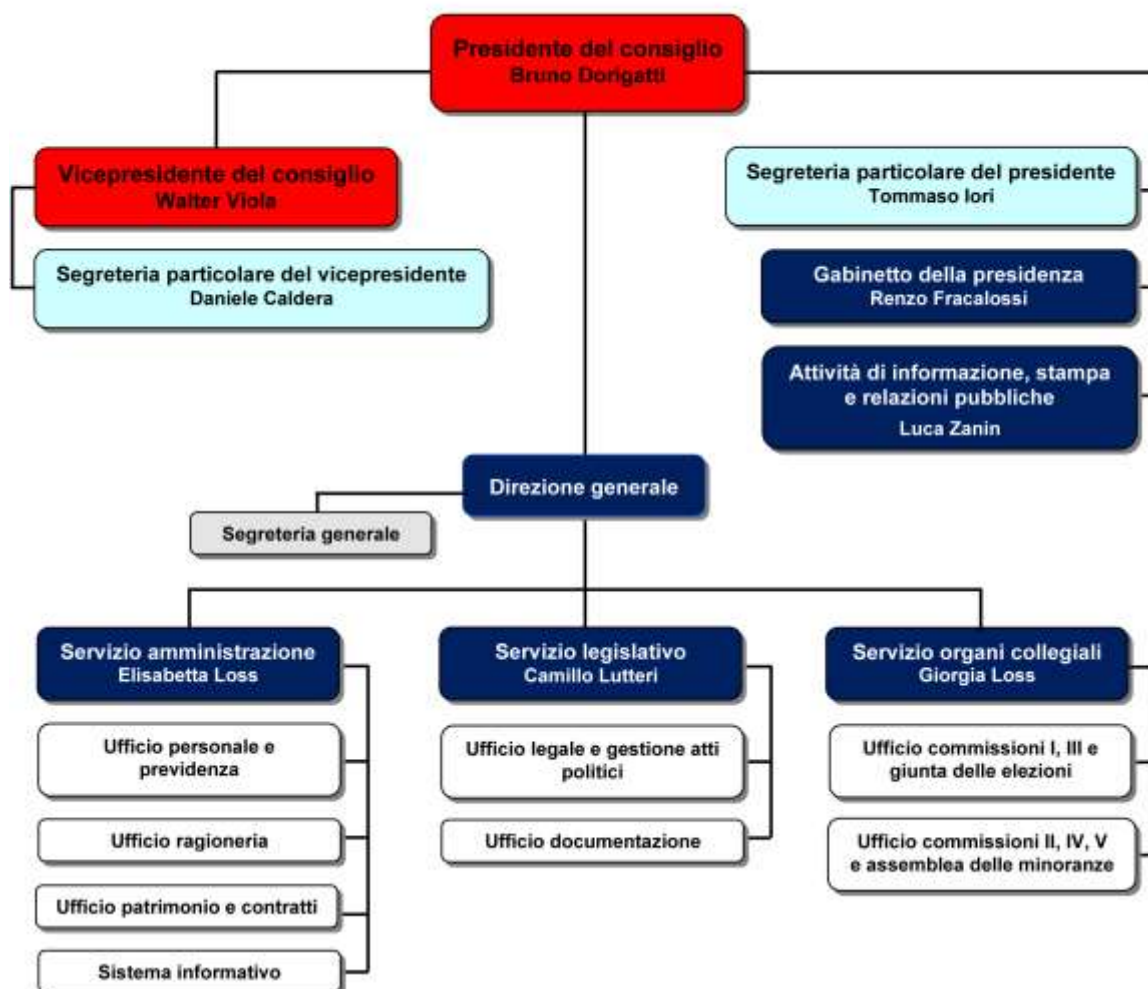 Presidente del consiglio
Bruno Dorigatti
Vicepresidente del consiglio
Walter Viola
Segreteria particolare del vicepresidente
Daniele Caldera
Segreteria particolare del presidente
Tommaso Iori
Gabinetto della presidenza
Renzo Fracalossi
Attività di informazione, stampa
e relazioni pubbliche
Luca Zanin
Direzione generale
Segreteria generale
Servizio amministrazione
Elisabetta Loss
Ufficio personale e
previdenza
Ufficio ragioneria
Ufficio patrimonio e contratti
Sistema informativo
Servizio legislativo
Camillo Lutteri
Ufficio legale e gestione atti
politici
Ufficio documentazione
Servizio organi collegiali
Giorgia Loss
Ufficio commissioni I, III e
giunta delle elezioni
Ufficio commissioni II, IV, V
e assemblea delle minoranze